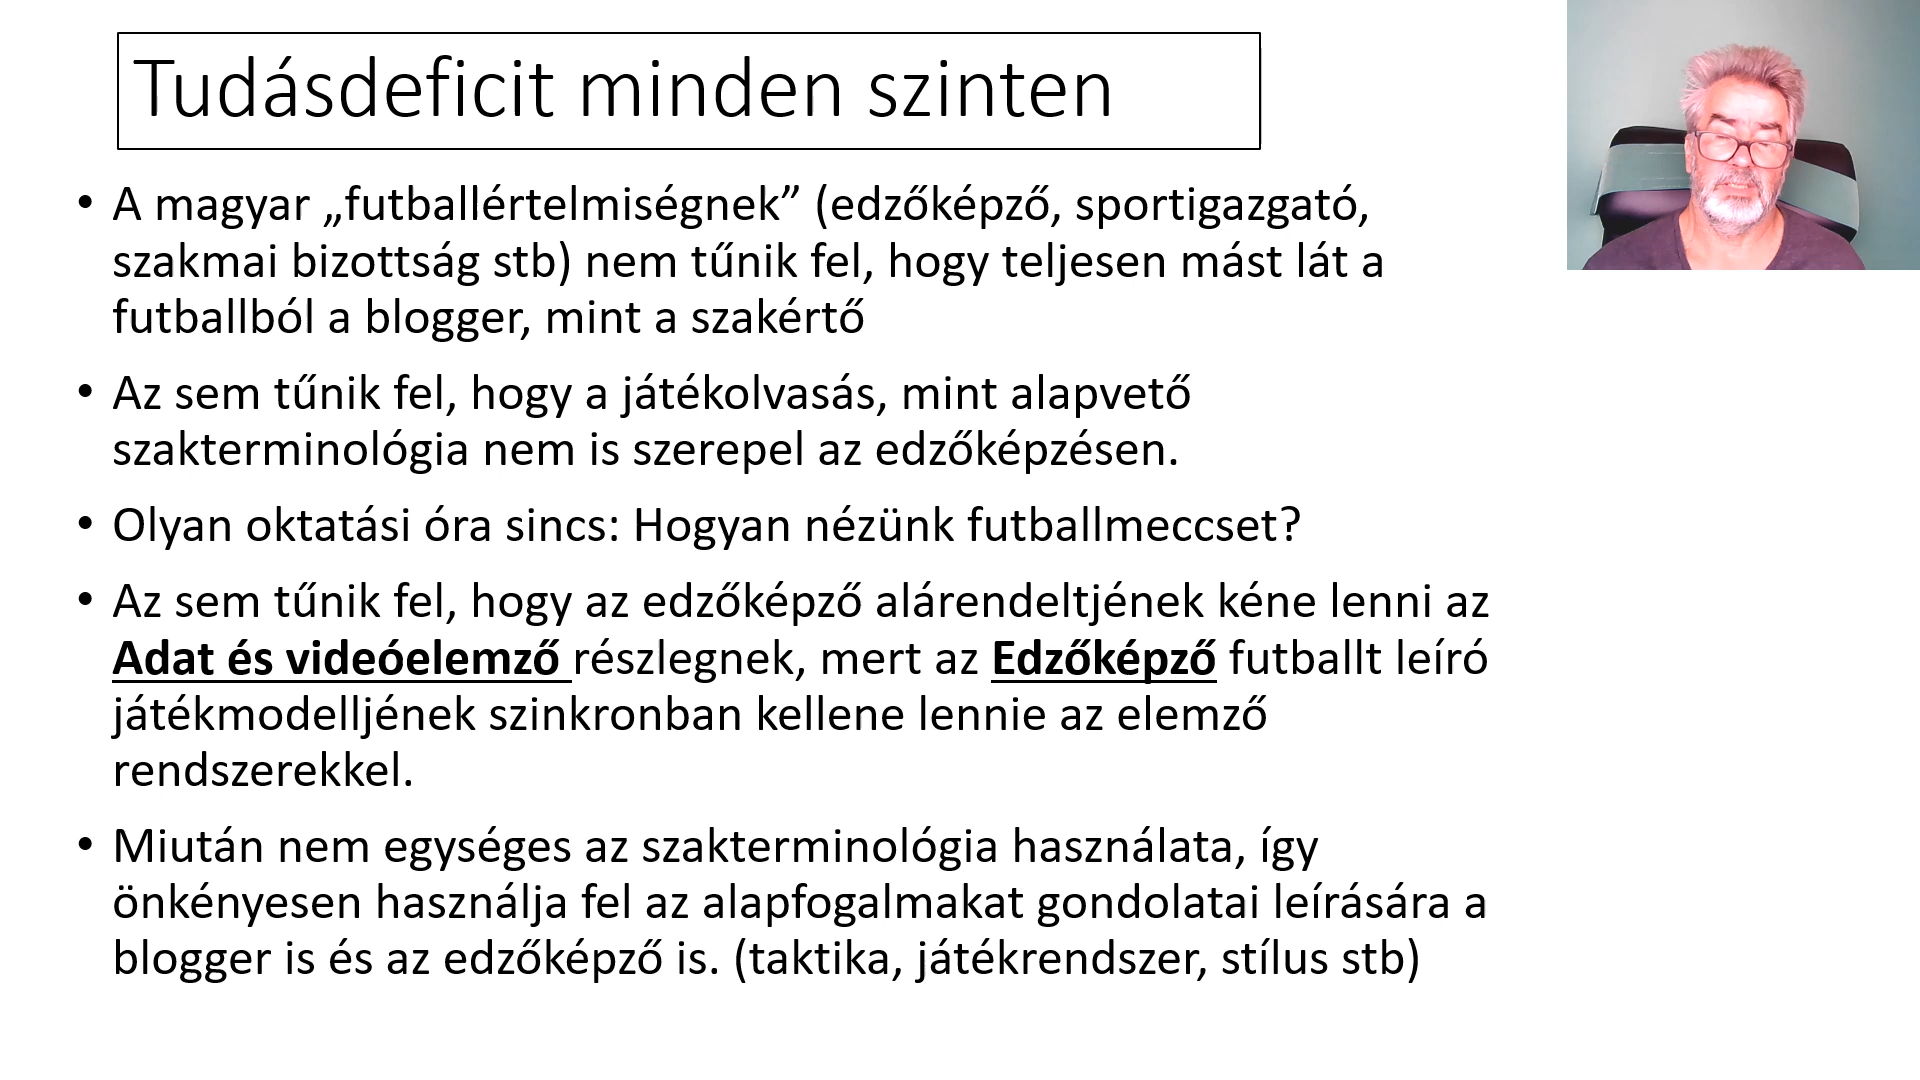 Tudásdeficit minden szinten
• A magyar „futballértelmiségnek” (edzőképző, sportigazgató,
szakmai bizottság stb) nem tűnik fel, hogy teljesen mást lát a
futballból a blogger, mint a szakértő
• Az sem tűnik fel, hogy a játékolvasás, mint alapvető
szakterminológia nem is szerepel az edzőképzésen.
• Olyan oktatási óra sincs: Hogyan nézünk futballmeccset?
• Az sem tűnik fel, hogy az edzőképző alárendeltjének kéne lenni az
Adat és videóelemző részlegnek, mert az Edzőképző futballt leíró
játékmodelljének szinkronban kellene lennie az elemző
rendszerekkel.
• Miután nem egységes az szakterminológia használata, így
önkényesen használja fel az alapfogalmakat gondolatai leírására a
blogger is és az edzőképző is. (taktika, játékrendszer, stílus stb)